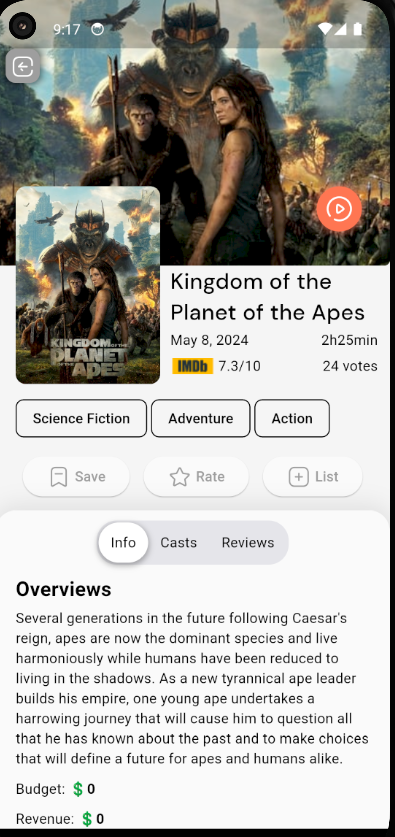 9:17
KINGDOM OF THE
PLANET OF THE
APES
Kingdom of the
Planet of the Apes
May 8, 2024 2h25min
IMDb 7.3/10 24 votes
Science Fiction Adventure Action
Save Rate List
Info Casts Reviews
Overviews
Several generations in the future following Caesar's
reign, apes are now the dominant species and live
harmoniously while humans have been reduced to
living in the shadows. As a new tyrannical ape leader
builds his empire, one young ape undertakes a
harrowing journey that will cause him to question all
that he has known about the past and to make choices
that will define a future for apes and humans alike.
Budget: 💲0
Revenue: 💲0